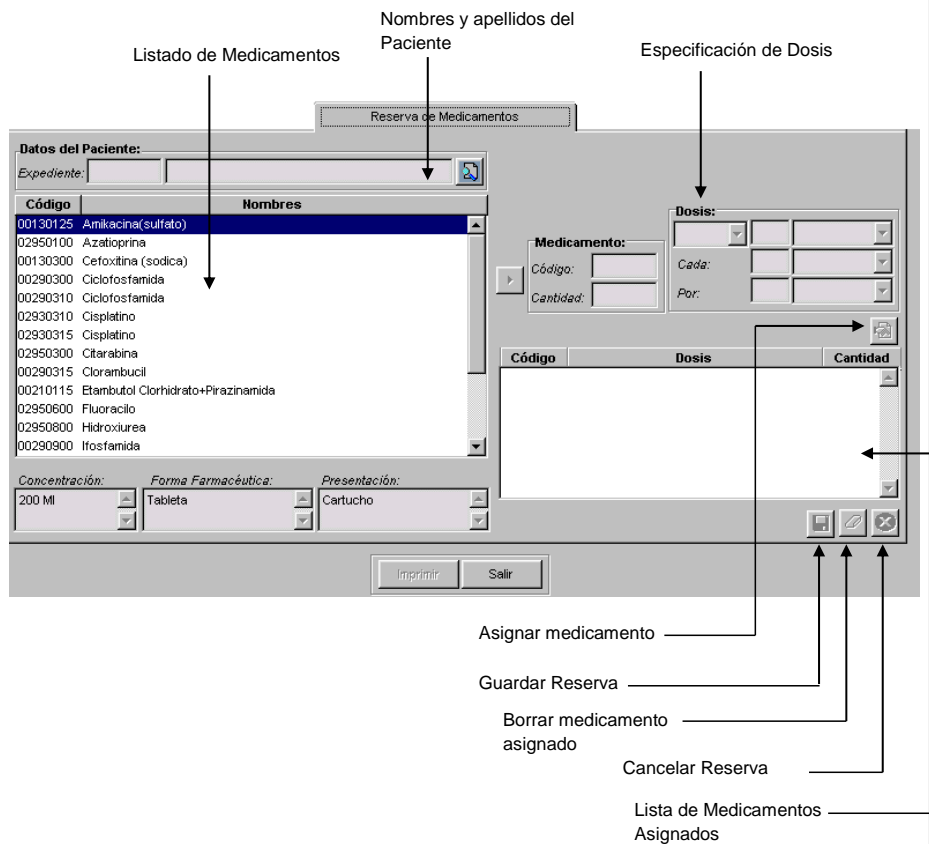 Nombres y apellidos del
Paciente
Listado de Medicamentos
Especificación de Dosis
Reserva de Medicamentos
Datos del Paciente:
Expediente:
Código Nombres
00130125 Amikacina(sulfato)
02950100 Azatioprina
00130300 Cefoxitina (sodica)
00290300 Ciclofosfamida
00290310 Ciclofosfamida
02930310 Cisplatino
02930315 Cisplatino
02950300 Citarabina
00290315 Clorambucil
00210115 Etambutol Clorhidrato+Pirazinamida
02950600 Fluoracilo
02950800 Hidroxiurea
00290900 Ifosfamida
Concentración: Forma Farmacéutica: Presentación:
200 Ml Tableta Cartucho
Medicamento:
Código:
Cantidad:
Dosis:
Cada:
Por:
Código Dosis Cantidad
Imprimir Salir
Asignar medicamento
Guardar Reserva
Borrar medicamento
asignado
Cancelar Reserva
Lista de Medicamentos
Asignados